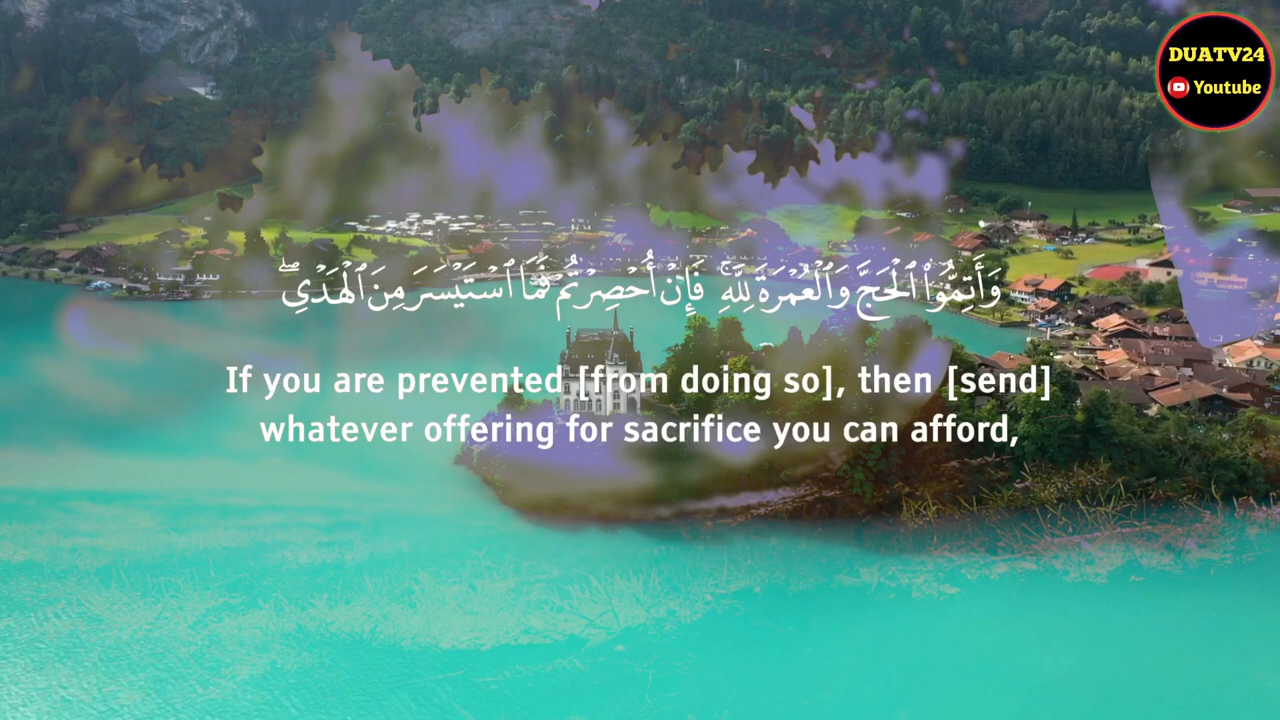 DUATV24
Youtube
وَأَتِمُّوا۟ ٱلْحَجَّ وَٱلْعُمْرَةَ لِلَّهِ ۚ فَإِنْ أُحْصِرْتُمْ فَمَا ٱسْتَيْسَرَ مِنَ ٱلْهَدْىِ ۖ
If you are prevented [from doing so], then [send]
whatever offering for sacrifice you can afford,